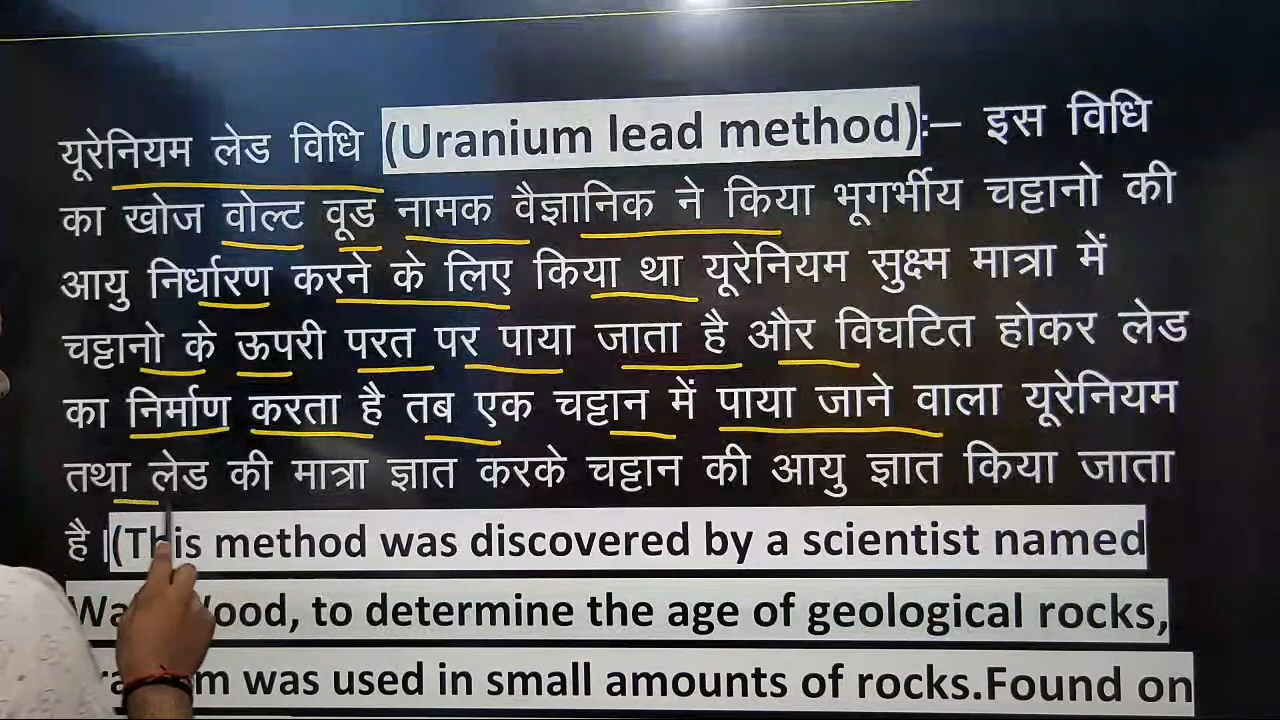 यूरेनियम लेड विधि (Uranium lead method):– इस विधि
का खोज वोल्ट वूड नामक वैज्ञानिक ने किया भूगर्भीय चट्टानो की
आयु निर्धारण करने के लिए किया था यूरेनियम सुक्ष्म मात्रा में
चट्टानो के ऊपरी परत पर पाया जाता है और विघटित होकर लेड
का निर्माण करता है तब एक चट्टान में पाया जाने वाला यूरेनियम
तथा लेड की मात्रा ज्ञात करके चट्टान की आयु ज्ञात किया जाता
है |(This method was discovered by a scientist named
to determine the age of geological rocks,
was used in small amounts of rocks.Found on